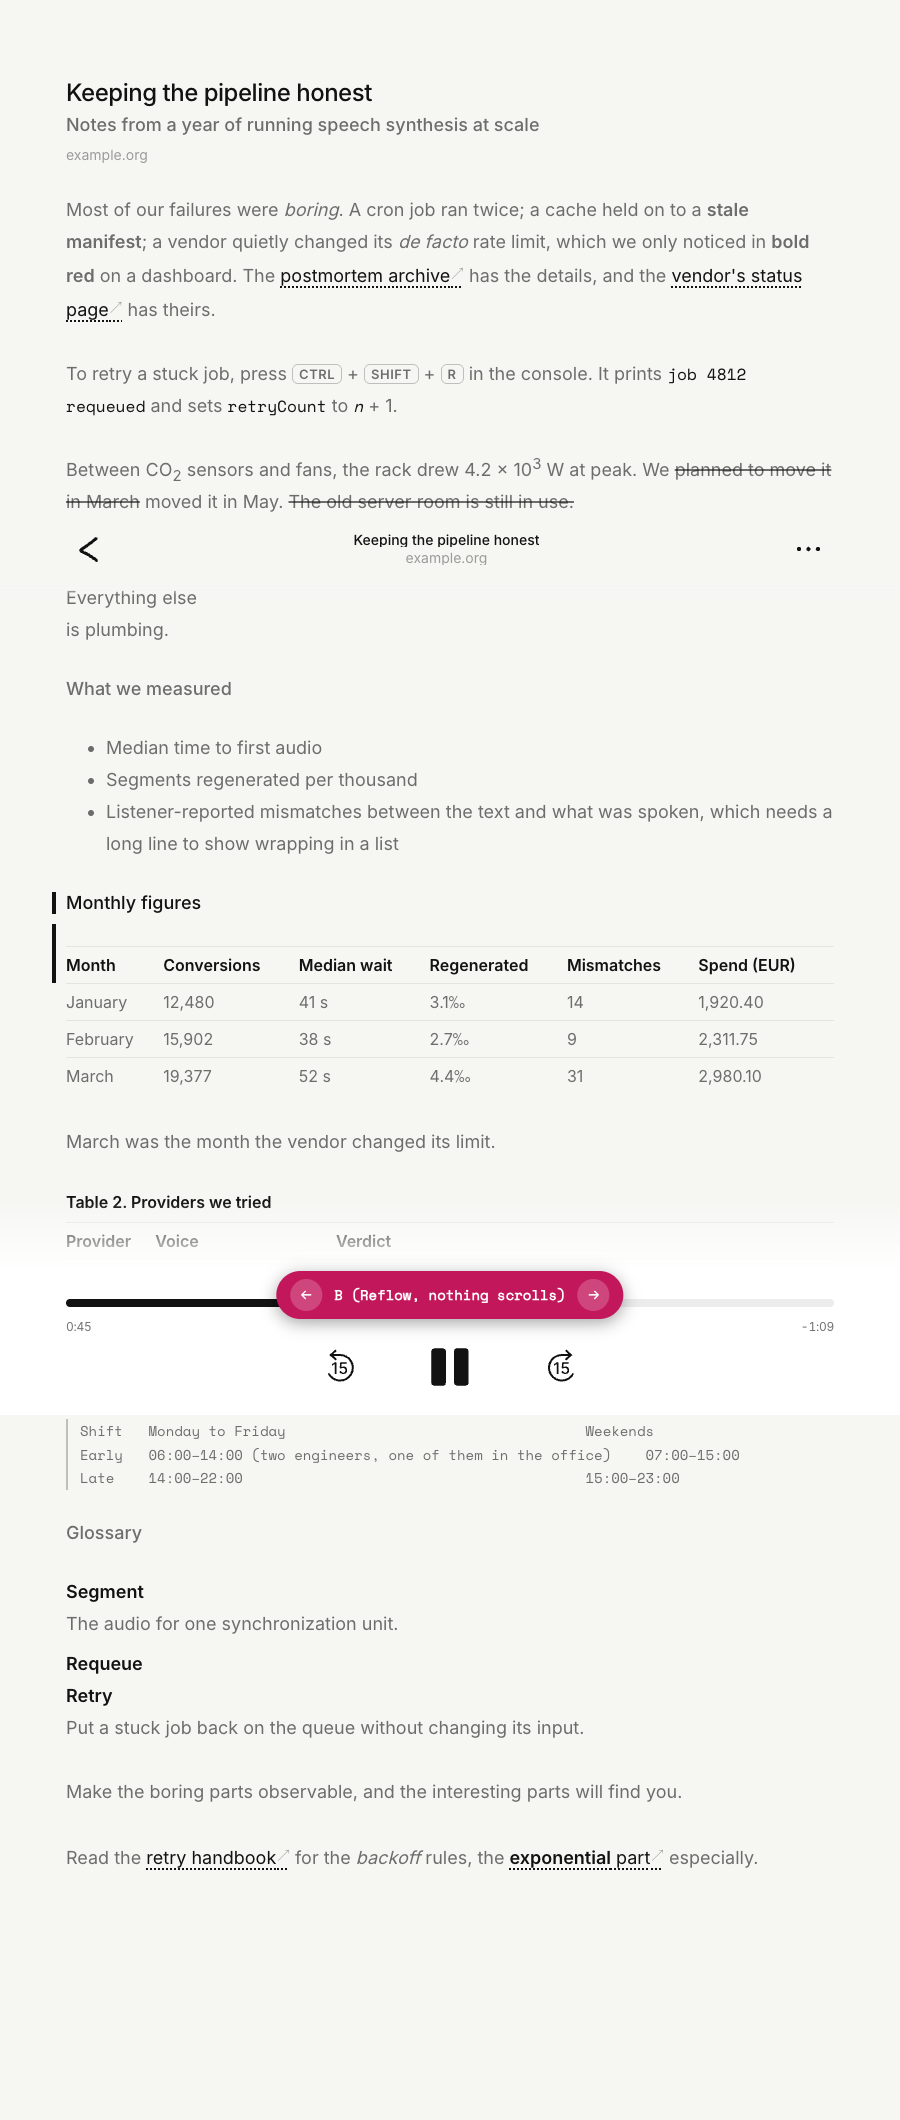 Keeping the pipeline honest
Notes from a year of running speech synthesis at scale
example.org
Most of our failures were boring. A cron job ran twice; a cache held on to a stale
manifest; a vendor quietly changed its de facto rate limit, which we only noticed in bold
red on a dashboard. The postmortem archive↗ has the details, and the vendor's status
page↗ has theirs.
To retry a stuck job, press CTRL + SHIFT + R in the console. It prints job 4812
requeued and sets retryCount to n + 1.
Between CO₂ sensors and fans, the rack drew 4.2 × 10³ W at peak. We planned to move it
in March moved it in May. The old server room is still in use.
Keeping the pipeline honest
example.org
Everything else
is plumbing.
What we measured
• Median time to first audio
• Segments regenerated per thousand
• Listener-reported mismatches between the text and what was spoken, which needs a
long line to show wrapping in a list
Monthly figures
Month Conversions Median wait Regenerated Mismatches Spend (EUR)
January 12,480 41 s 3.1‰ 14 1,920.40
February 15,902 38 s 2.7‰ 9 2,311.75
March 19,377 52 s 4.4‰ 31 2,980.10
March was the month the vendor changed its limit.
Table 2. Providers we tried
Provider Voice Verdict
← B (Reflow, nothing scrolls) →
0:45 -1:09
15 15
Shift Monday to Friday Weekends
Early 06:00–14:00 (two engineers, one of them in the office) 07:00–15:00
Late 14:00–22:00 15:00–23:00
Glossary
Segment
The audio for one synchronization unit.
Requeue
Retry
Put a stuck job back on the queue without changing its input.
Make the boring parts observable, and the interesting parts will find you.
Read the retry handbook↗ for the backoff rules, the exponential part↗ especially.